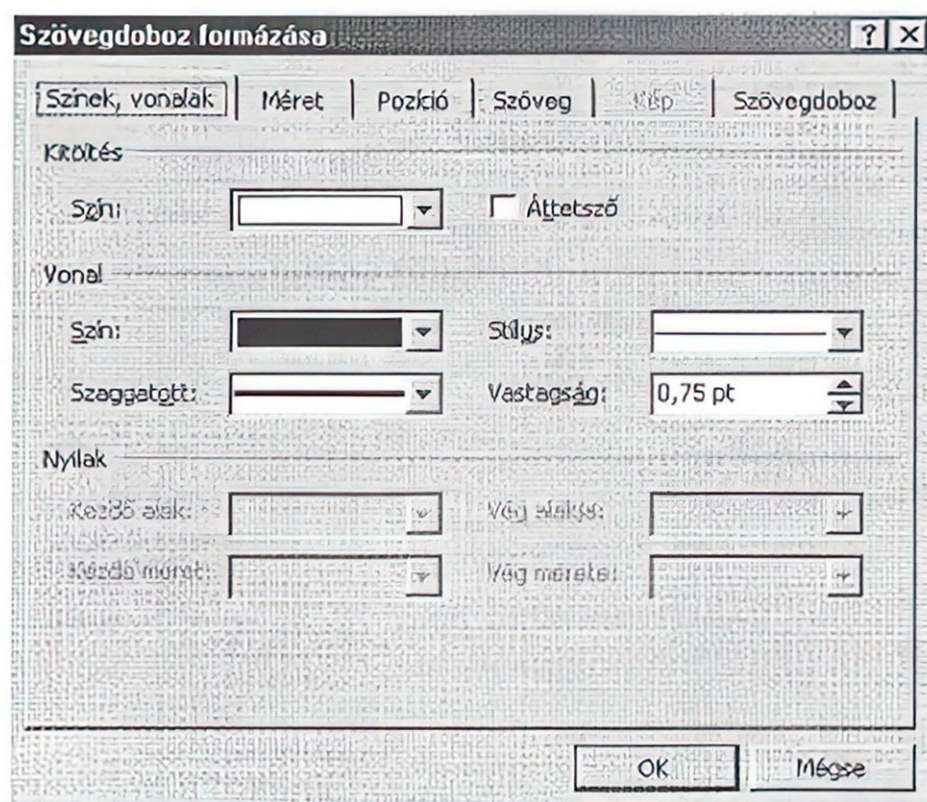 Szövegdoboz formázása
Színek, vonalak Méret Pozíció Szöveg Kép Szövegdoboz
Kitöltés
Szín: Áttetsző
Vonal
Szín: Stílus:
Szaggatott: Vastagság: 0,75 pt
Nyilak
Kezdő alak: Vég alakja:
Kezdő méret: Vég mérete:
OK Mégse